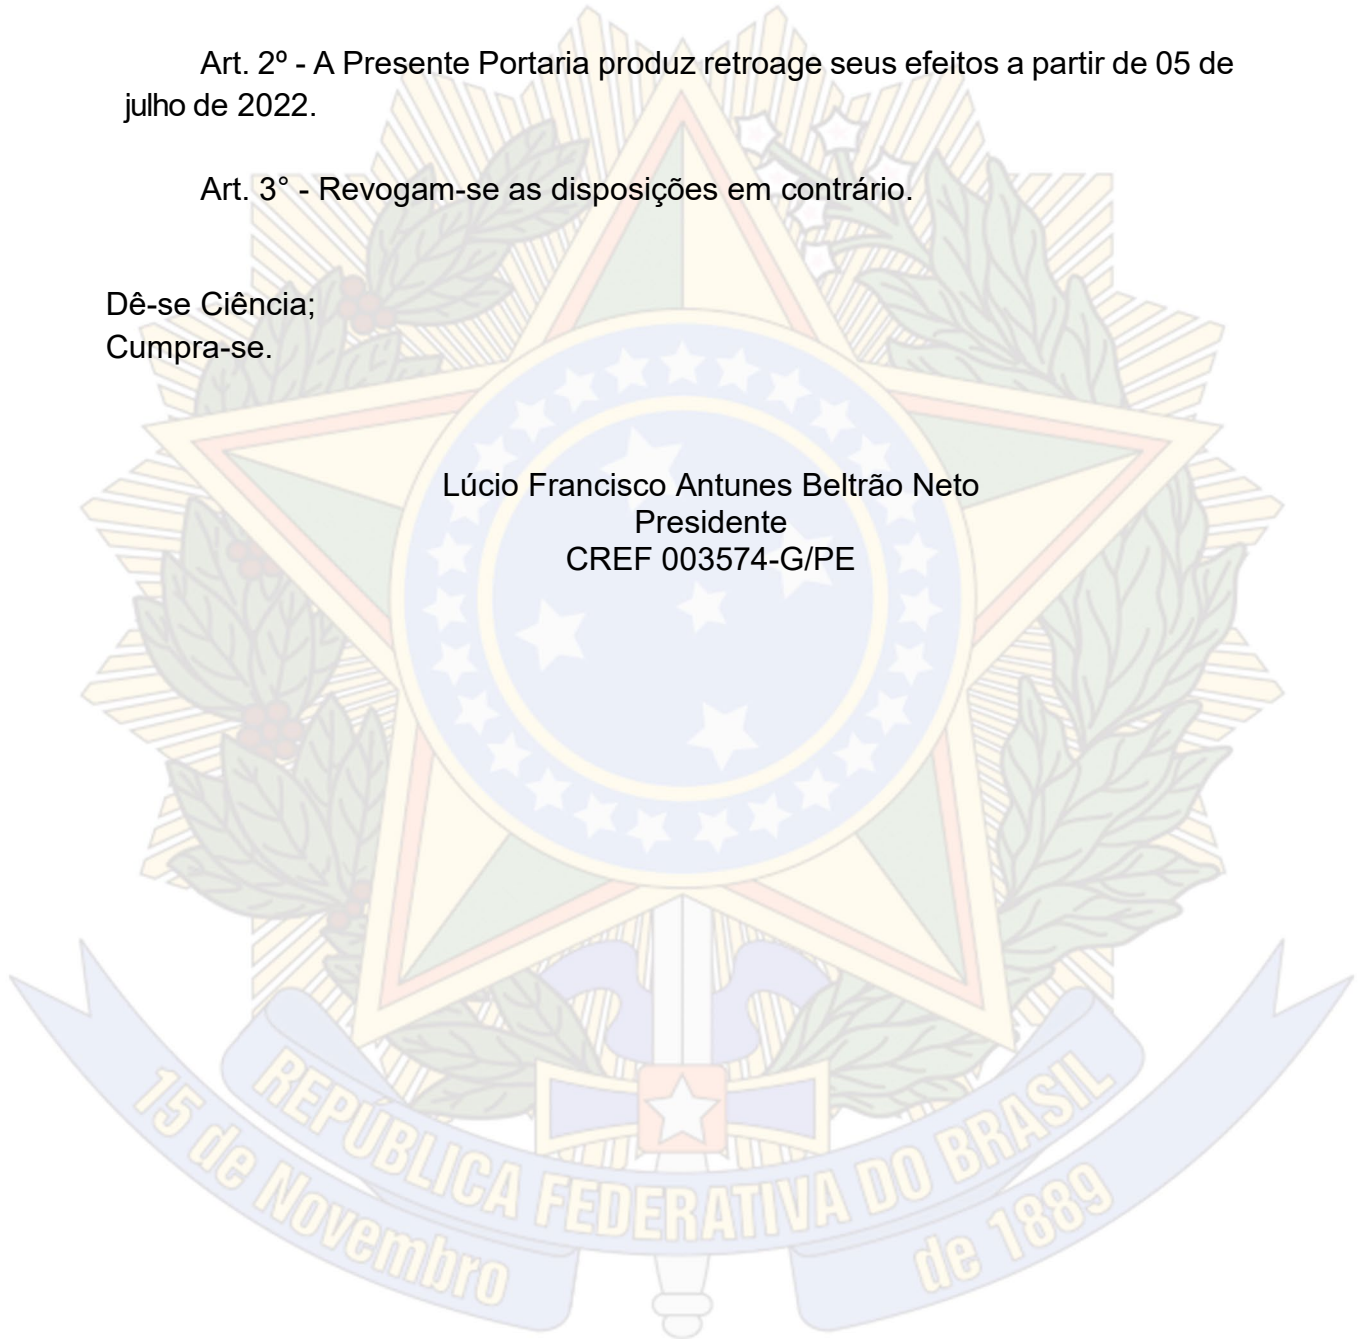 Art. 2º - A Presente Portaria produz retroage seus efeitos a partir de 05 de
julho de 2022.
Art. 3° - Revogam-se as disposições em contrário.
Dê-se Ciência;
Cumpra-se.
Lúcio Francisco Antunes Beltrão Neto
Presidente
CREF 003574-G/PE
REPÚBLICA FEDERATIVA DO BRASIL
15 de Novembro
de 1889